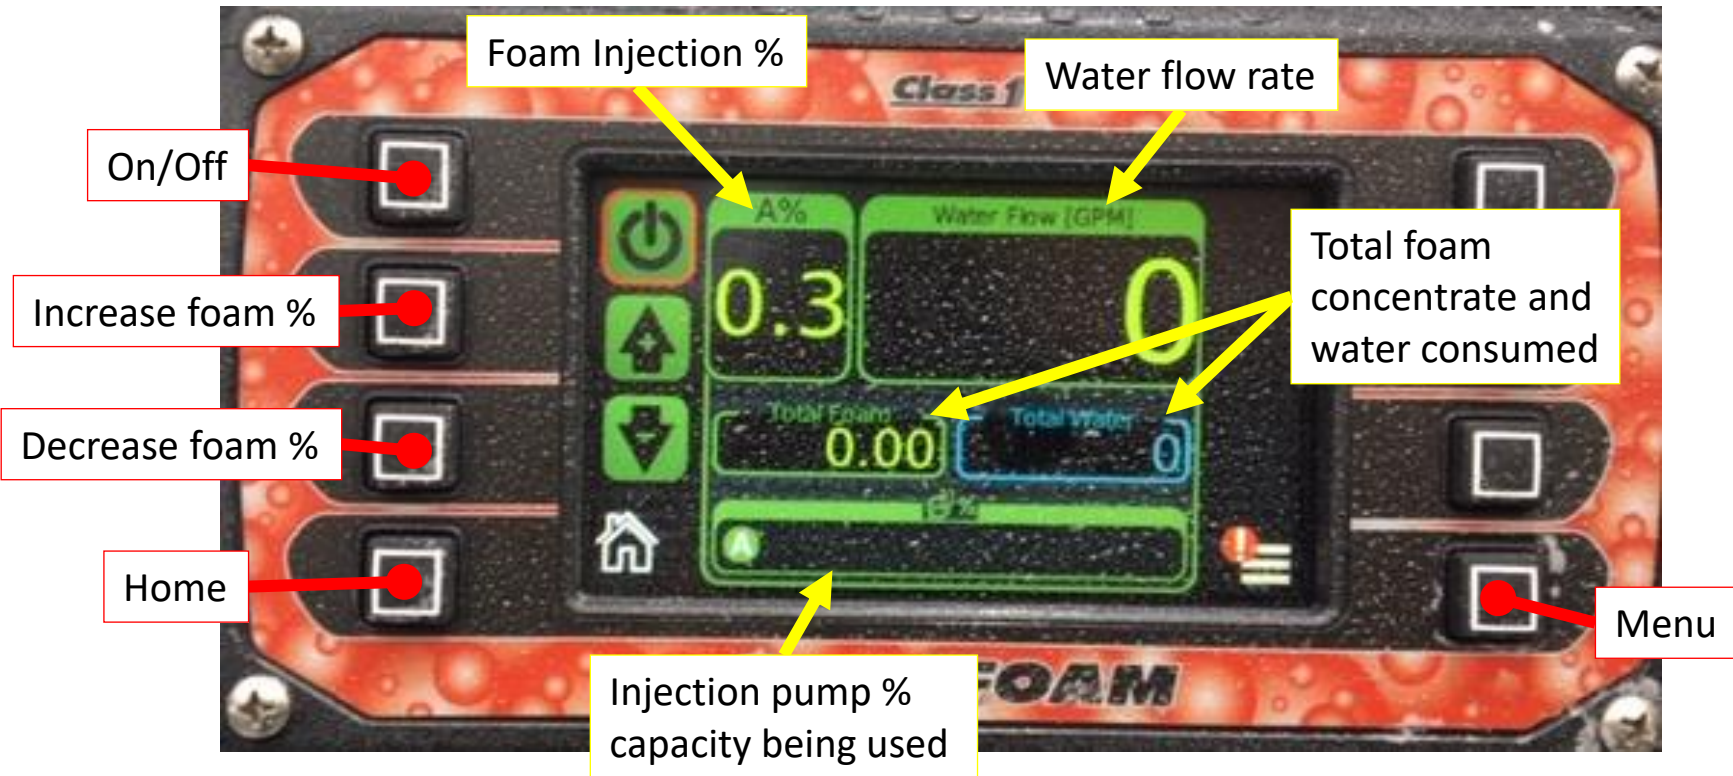 Foam Injection %
Water flow rate
Class 1
On/Off
A%
Water Flow [GPM]
Total foam
concentrate and
water consumed
Increase foam %
0.3
0
Total Foam
Total Water
0.00
0
Decrease foam %
%
A
Home
Menu
Injection pump %
capacity being used
FOAM